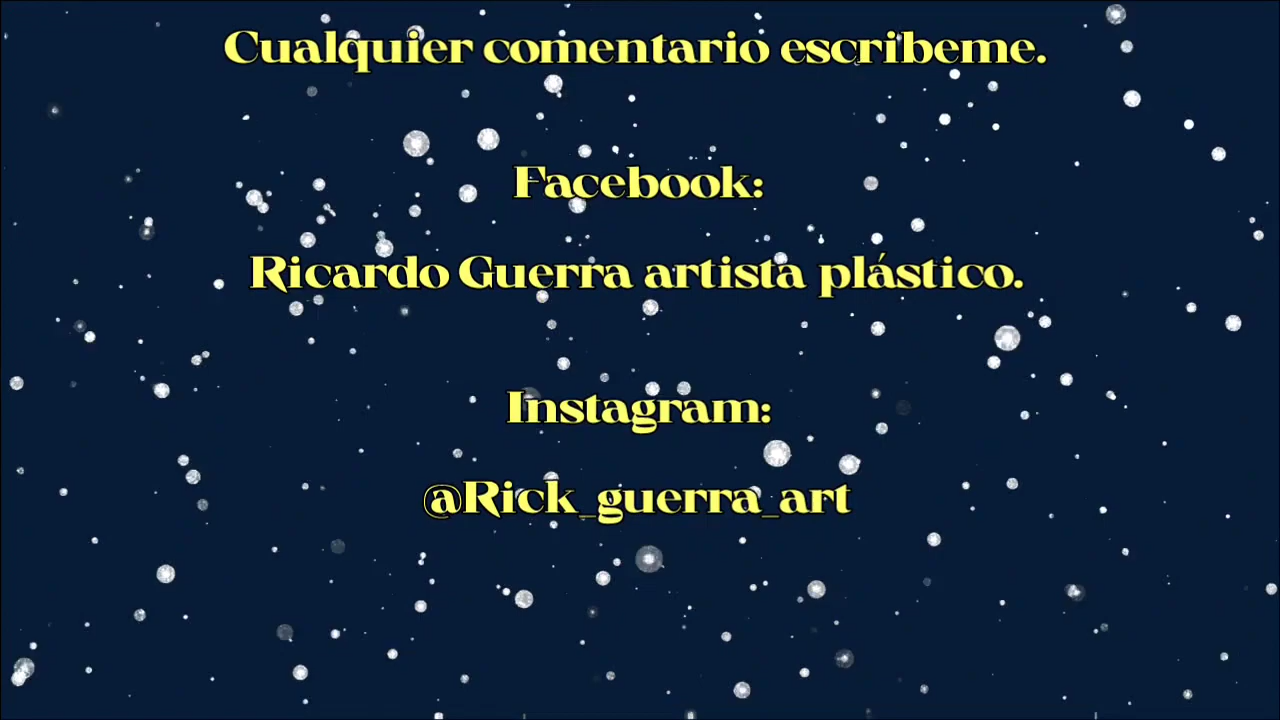 Cualquier comentario escribeme.
Facebook:
Ricardo Guerra artista plástico.
Instagram:
@Rick_guerra_art